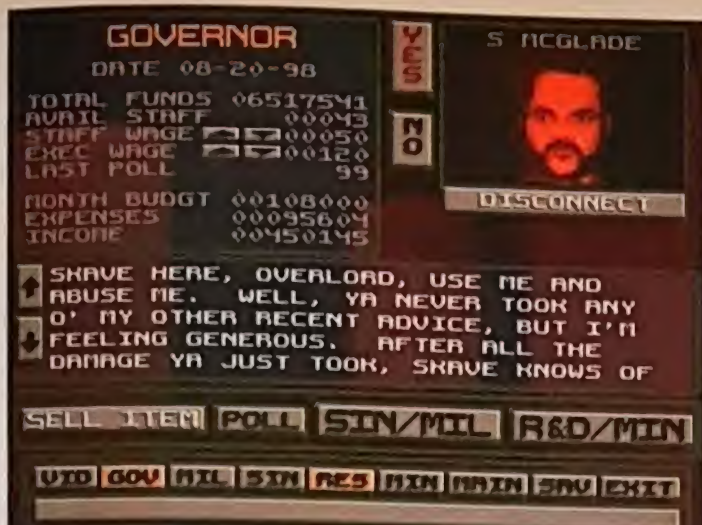 GOVERNOR
DATE 08-20-98
TOTAL FUNDS 06517541
AVAIL STAFF 00043
STAFF WAGE 00050
EXEC WAGE 00120
LAST POLL 99
MONTH BUDGT 00108000
EXPENSES 00095604
INCOME 00450145
YES
NO
S MCGLADE
DISCONNECT
SKAVE HERE, OVERLORD, USE ME AND
ABUSE ME. WELL, YA NEVER TOOK ANY
O' MY OTHER RECENT ADVICE, BUT I'M
FEELING GENEROUS. AFTER ALL THE
DAMAGE YA JUST TOOK, SKAVE KNOWS OF
SELL ITEM POLL SIN/MIL R&D/MIN
VID GOV MIL SIN RES MIN MAIN SAV EXIT